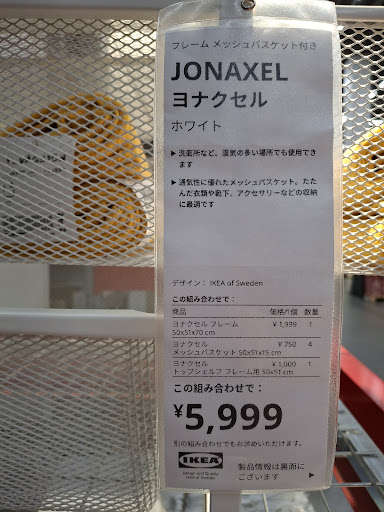 フレーム メッシュバスケット付き
JONAXEL
ヨナクセル
ホワイト
▶洗面所など、湿気の多い場所でも使用でき
ます
▶通気性に優れたメッシュバスケット。たた
んだ衣類や靴下、アクセサリーなどの収納
に最適です
デザイン： IKEA of Sweden
この組み合わせで：
商品 価格/1個 数量
ヨナクセル フレーム ¥1,999 1
50x51x70 cm
ヨナクセル ¥750 4
メッシュバスケット 50x51x15 cm
ヨナクセル ¥1,000 1
トップシェルフ フレーム用 50x51 cm
この組み合わせで：
¥5,999
別の組み合わせでもお求めいただけます。
IKEA
Design and Quality
IKEA of Sweden
製品情報は裏面に
ございます ▶